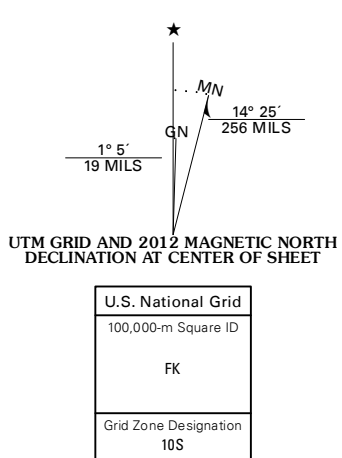 ★
MN
GN
14° 25´
256 MILS
1° 5´
19 MILS
UTM GRID AND 2012 MAGNETIC NORTH
DECLINATION AT CENTER OF SHEET
U.S. National Grid
100,000-m Square ID
FK
Grid Zone Designation
10S